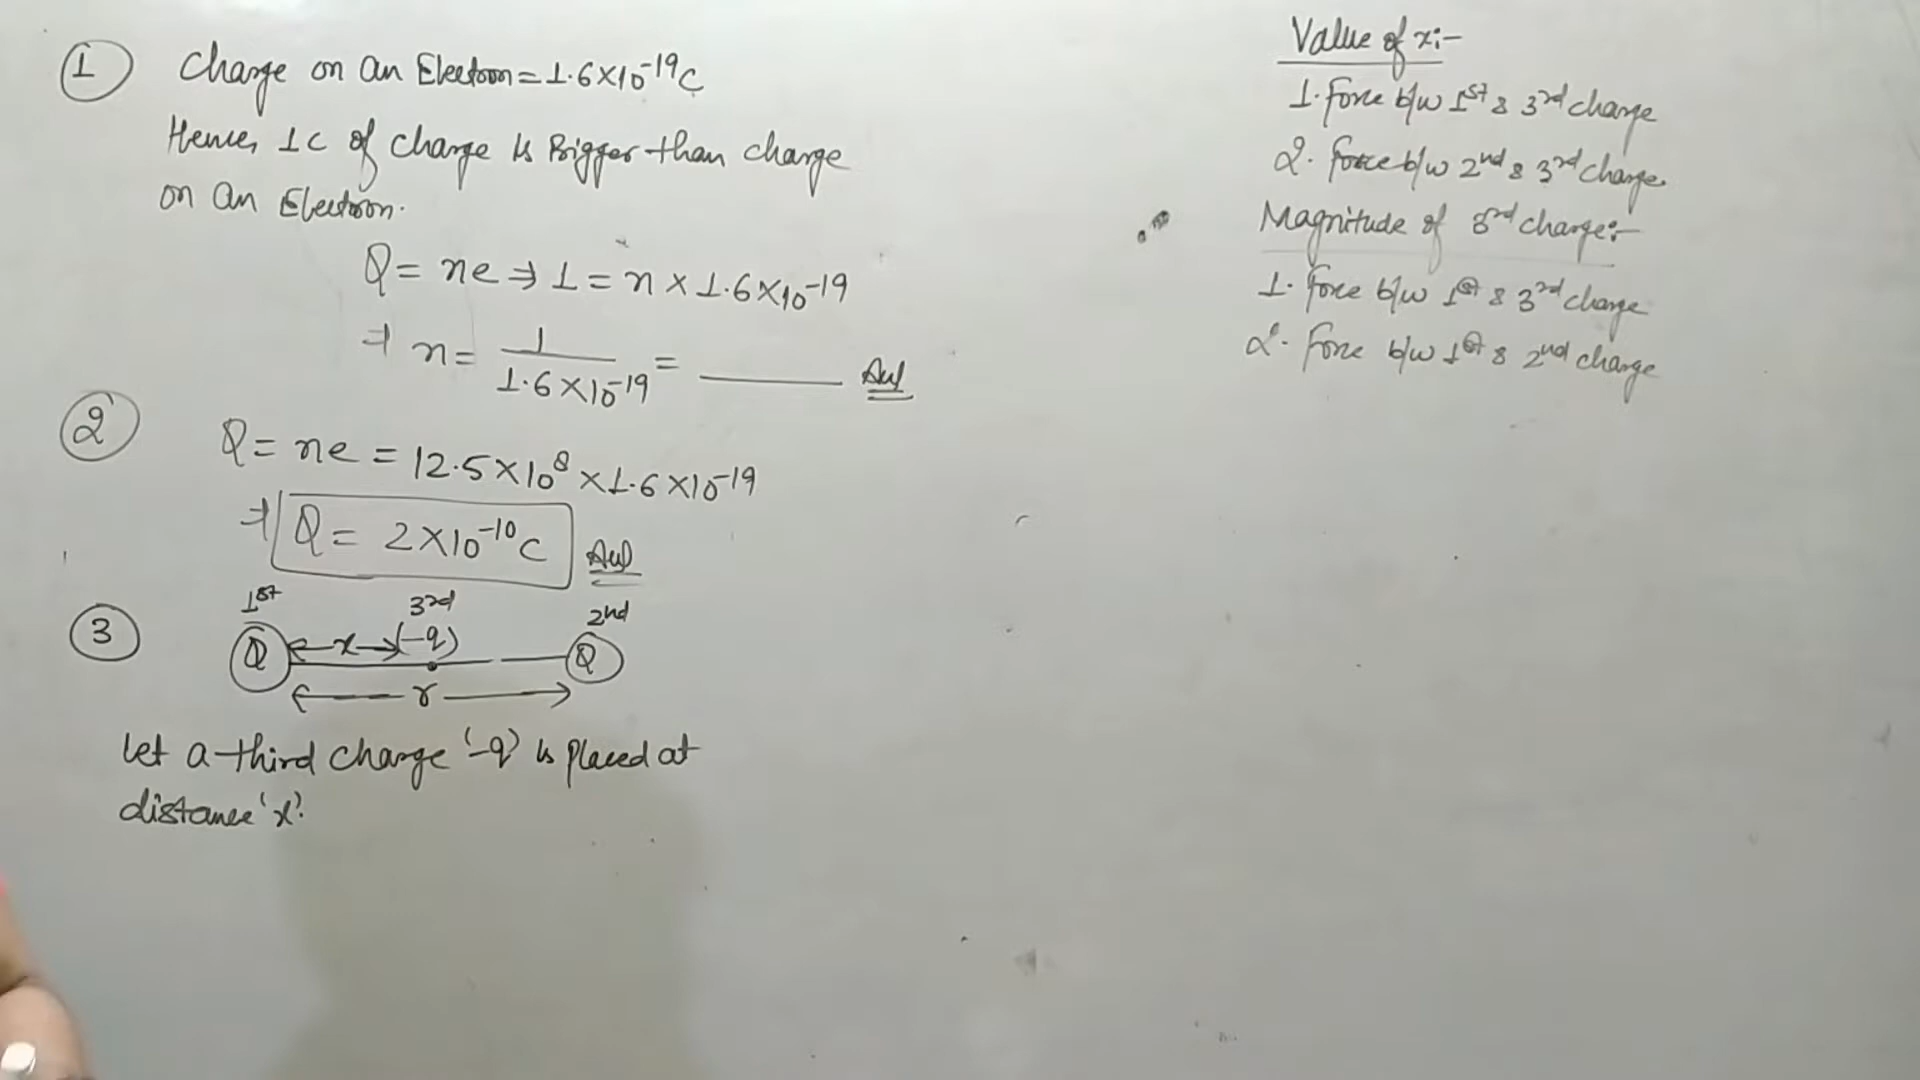 1 Charge on an Electron = 1.6×10⁻¹⁹C
Hence, 1C of charge is Bigger than charge
on an Electron.
Q = ne ⇒ 1 = n × 1.6×10⁻¹⁹
⇒ n = 1/1.6×10⁻¹⁹ = ______ Ans
2 Q = ne = 12.5×10⁸ × 1.6×10⁻¹⁹
⇒ Q = 2×10⁻¹⁰C Ans
1st 3rd 2nd
3 Q x (-q) Q
r
let a third charge '-q' is placed at
distance 'x'.
Value of x:-
1. Force b/w 1st & 3rd charge
2. Force b/w 2nd & 3rd charge.
Magnitude of 3rd charge:-
1. Force b/w 1st & 3rd charge
2. Force b/w 1st & 2nd charge